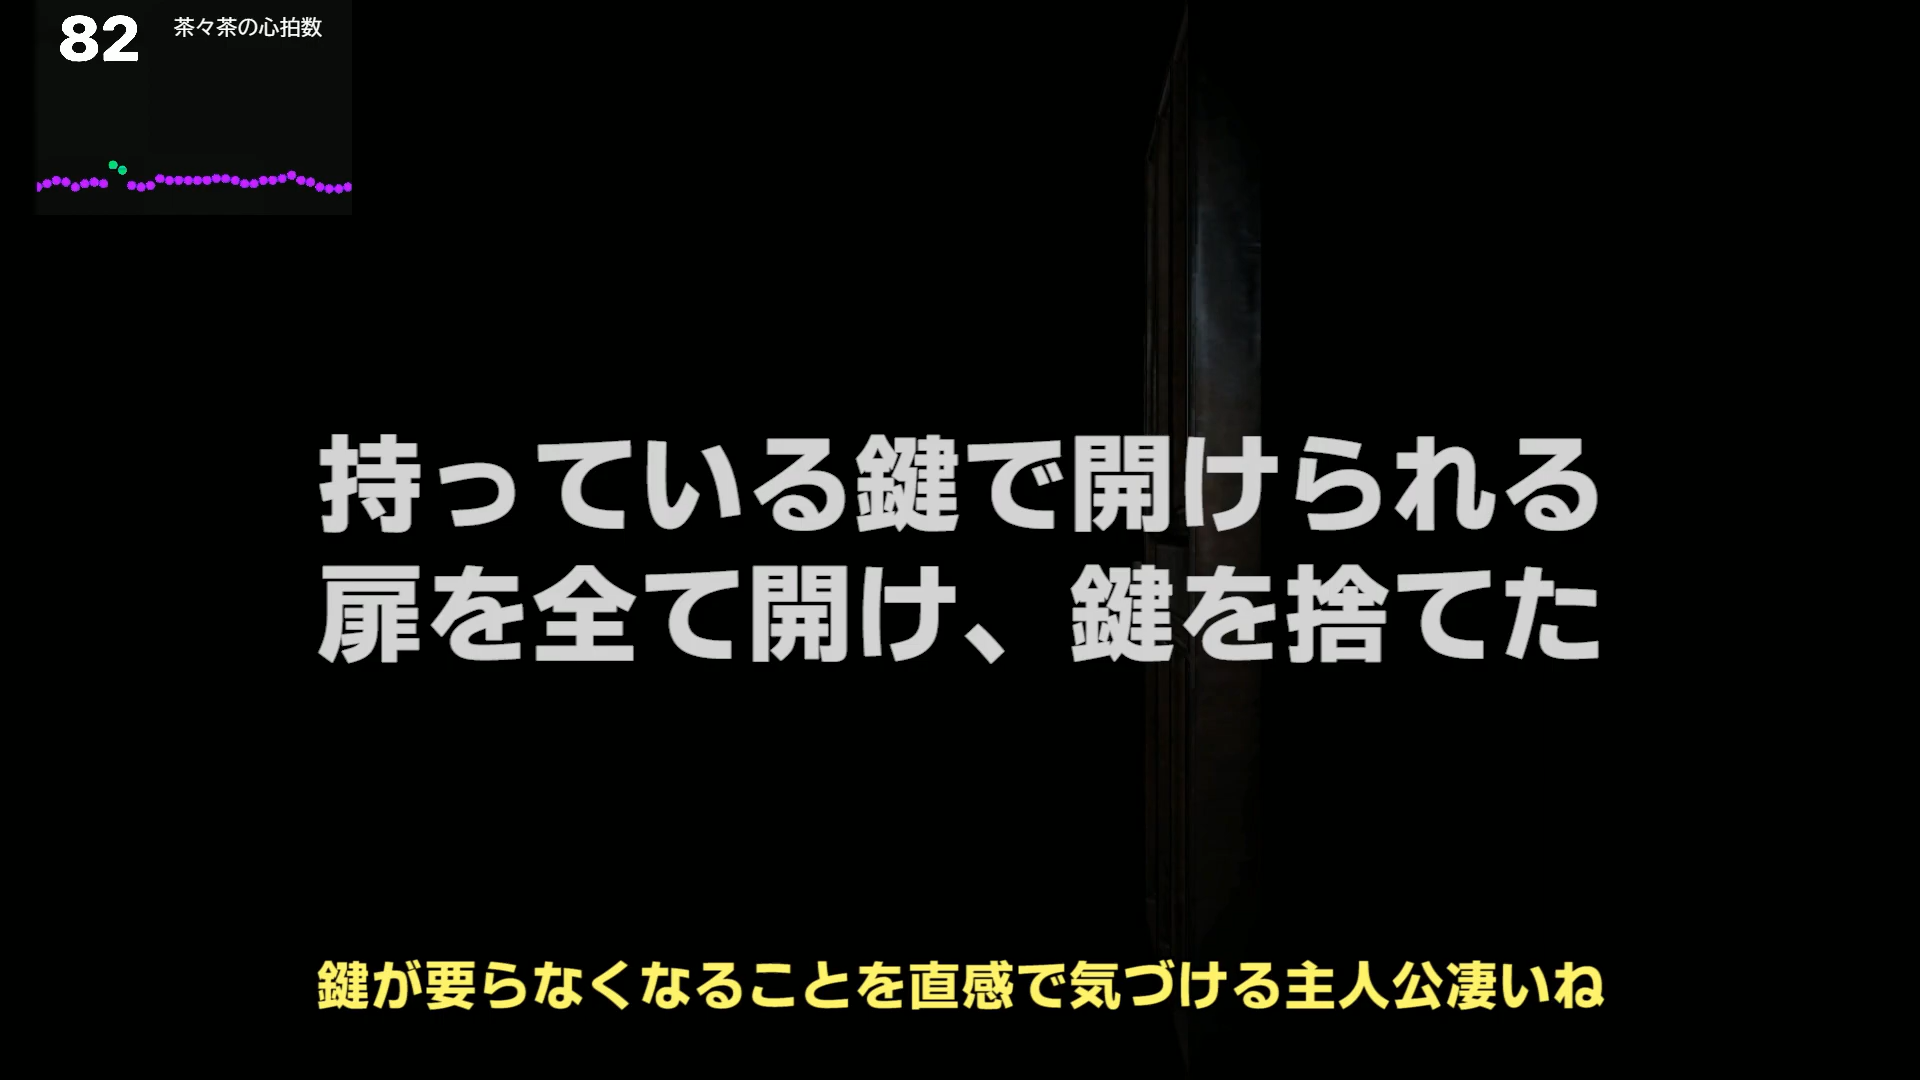 82
茶々茶の心拍数
持っている鍵で開けられる
扉を全て開け、鍵を捨てた
鍵が要らなくなることを直感で気づける主人公凄いね